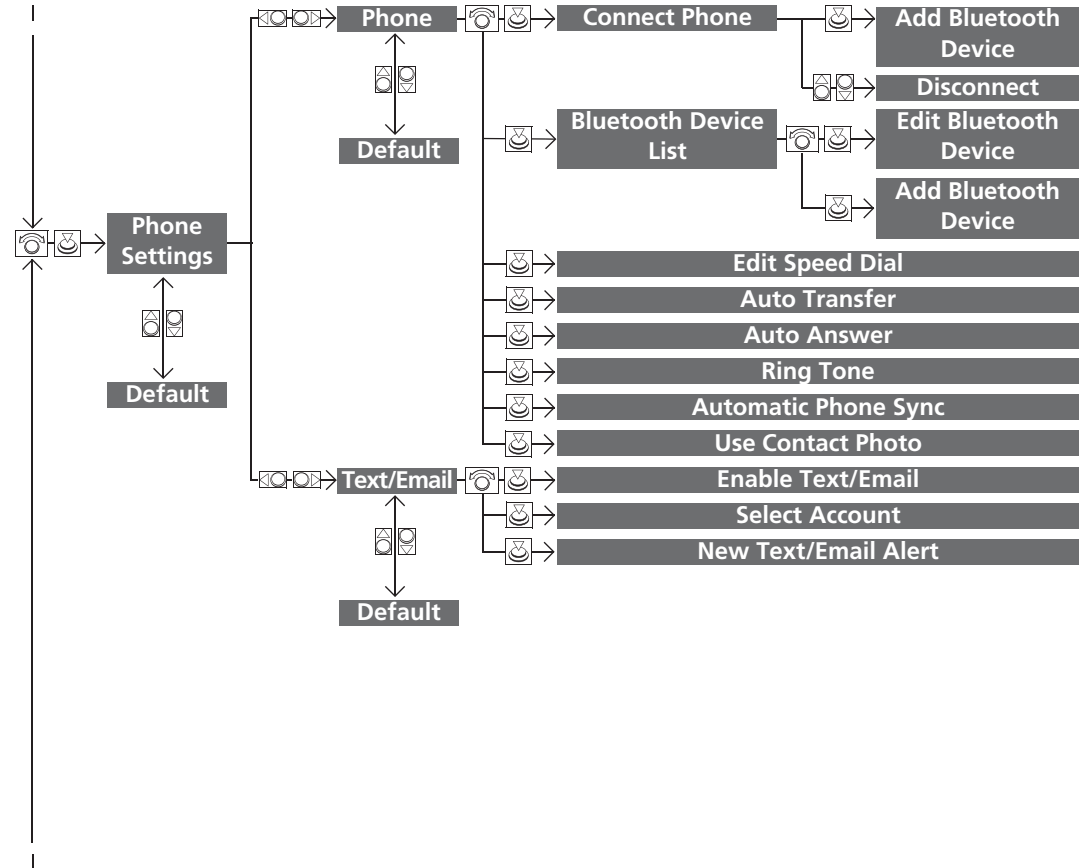 Phone
Connect Phone
Add Bluetooth
Device
Disconnect
Default
Bluetooth Device
List
Edit Bluetooth
Device
Add Bluetooth
Device
Phone
Settings
Default
Edit Speed Dial
Auto Transfer
Auto Answer
Ring Tone
Automatic Phone Sync
Use Contact Photo
Text/Email
Enable Text/Email
Select Account
New Text/Email Alert
Default